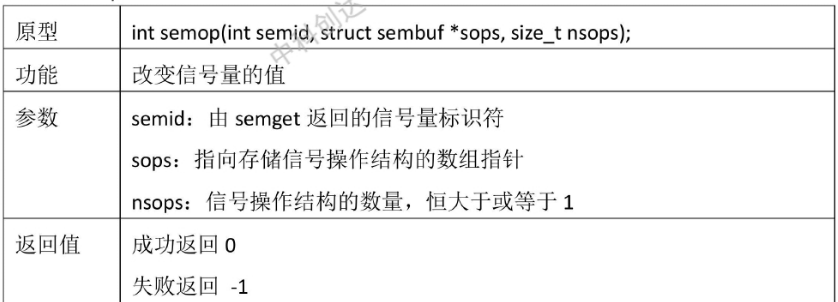 原型 int semop(int semid, struct sembuf *sops, size_t nsops);
功能 改变信号量的值
参数 semid：由 semget 返回的信号量标识符
sops：指向存储信号操作结构的数组指针
nsops：信号操作结构的数量，恒大于或等于 1
返回值 成功返回 0
失败返回 -1
中科创达